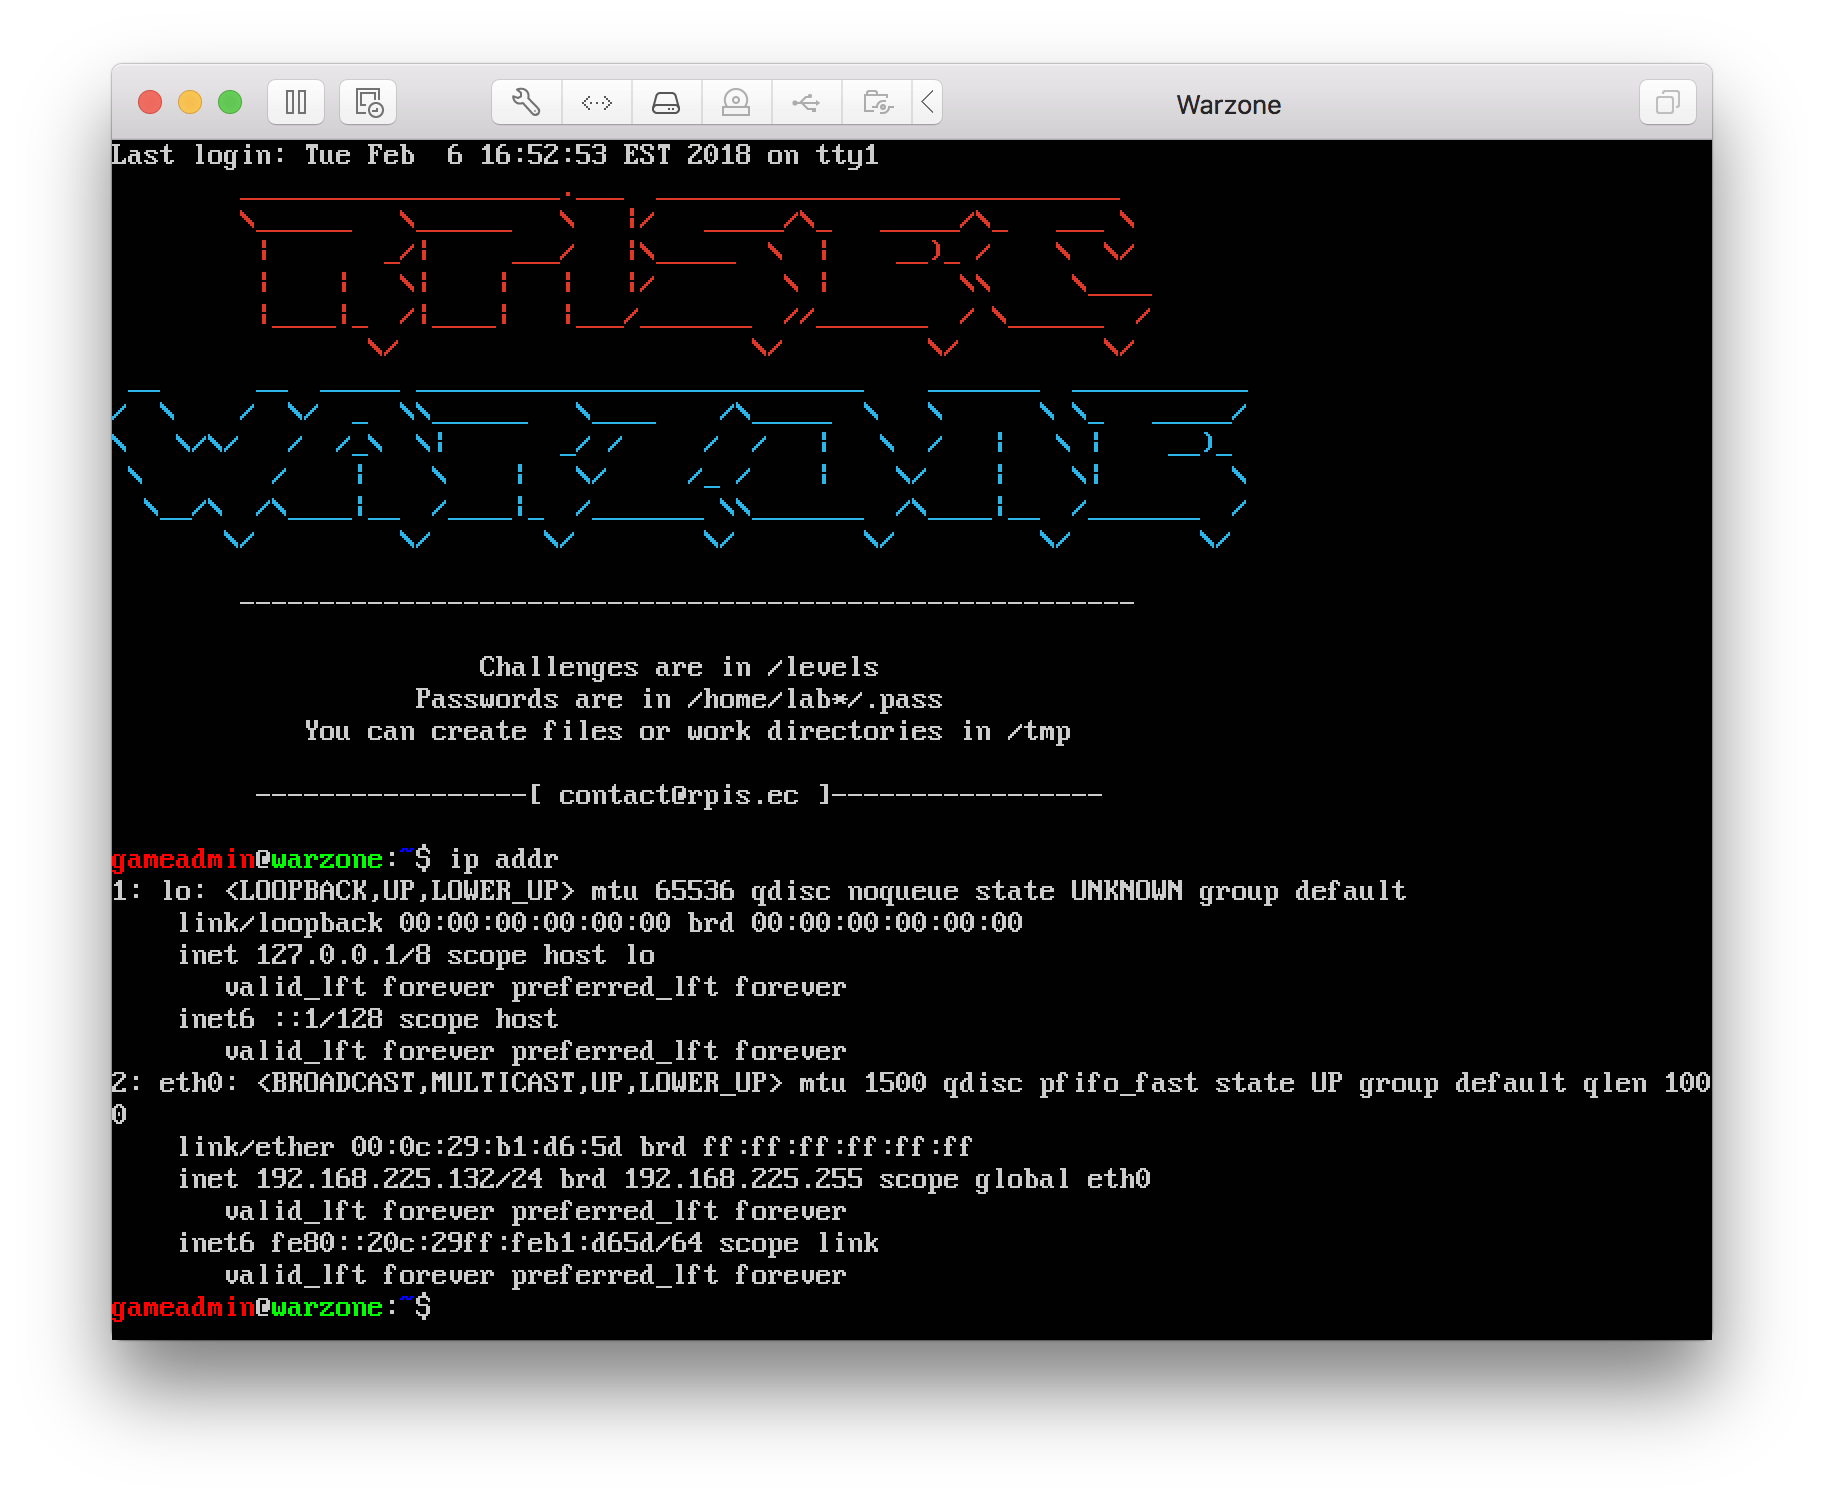 Warzone
Last login: Tue Feb  6 16:52:53 EST 2018 on tty1
RPISEC
WARZONE
--------------------------------------------------------
Challenges are in /levels
Passwords are in /home/lab*/.pass
You can create files or work directories in /tmp
-----------------[ contact@rpis.ec ]-----------------
gameadmin@warzone:~$ ip addr
1: lo: <LOOPBACK,UP,LOWER_UP> mtu 65536 qdisc noqueue state UNKNOWN group default
link/loopback 00:00:00:00:00:00 brd 00:00:00:00:00:00
inet 127.0.0.1/8 scope host lo
valid_lft forever preferred_lft forever
inet6 ::1/128 scope host
valid_lft forever preferred_lft forever
2: eth0: <BROADCAST,MULTICAST,UP,LOWER_UP> mtu 1500 qdisc pfifo_fast state UP group default qlen 100
0
link/ether 00:0c:29:b1:d6:5d brd ff:ff:ff:ff:ff:ff
inet 192.168.225.132/24 brd 192.168.225.255 scope global eth0
valid_lft forever preferred_lft forever
inet6 fe80::20c:29ff:feb1:d65d/64 scope link
valid_lft forever preferred_lft forever
gameadmin@warzone:~$